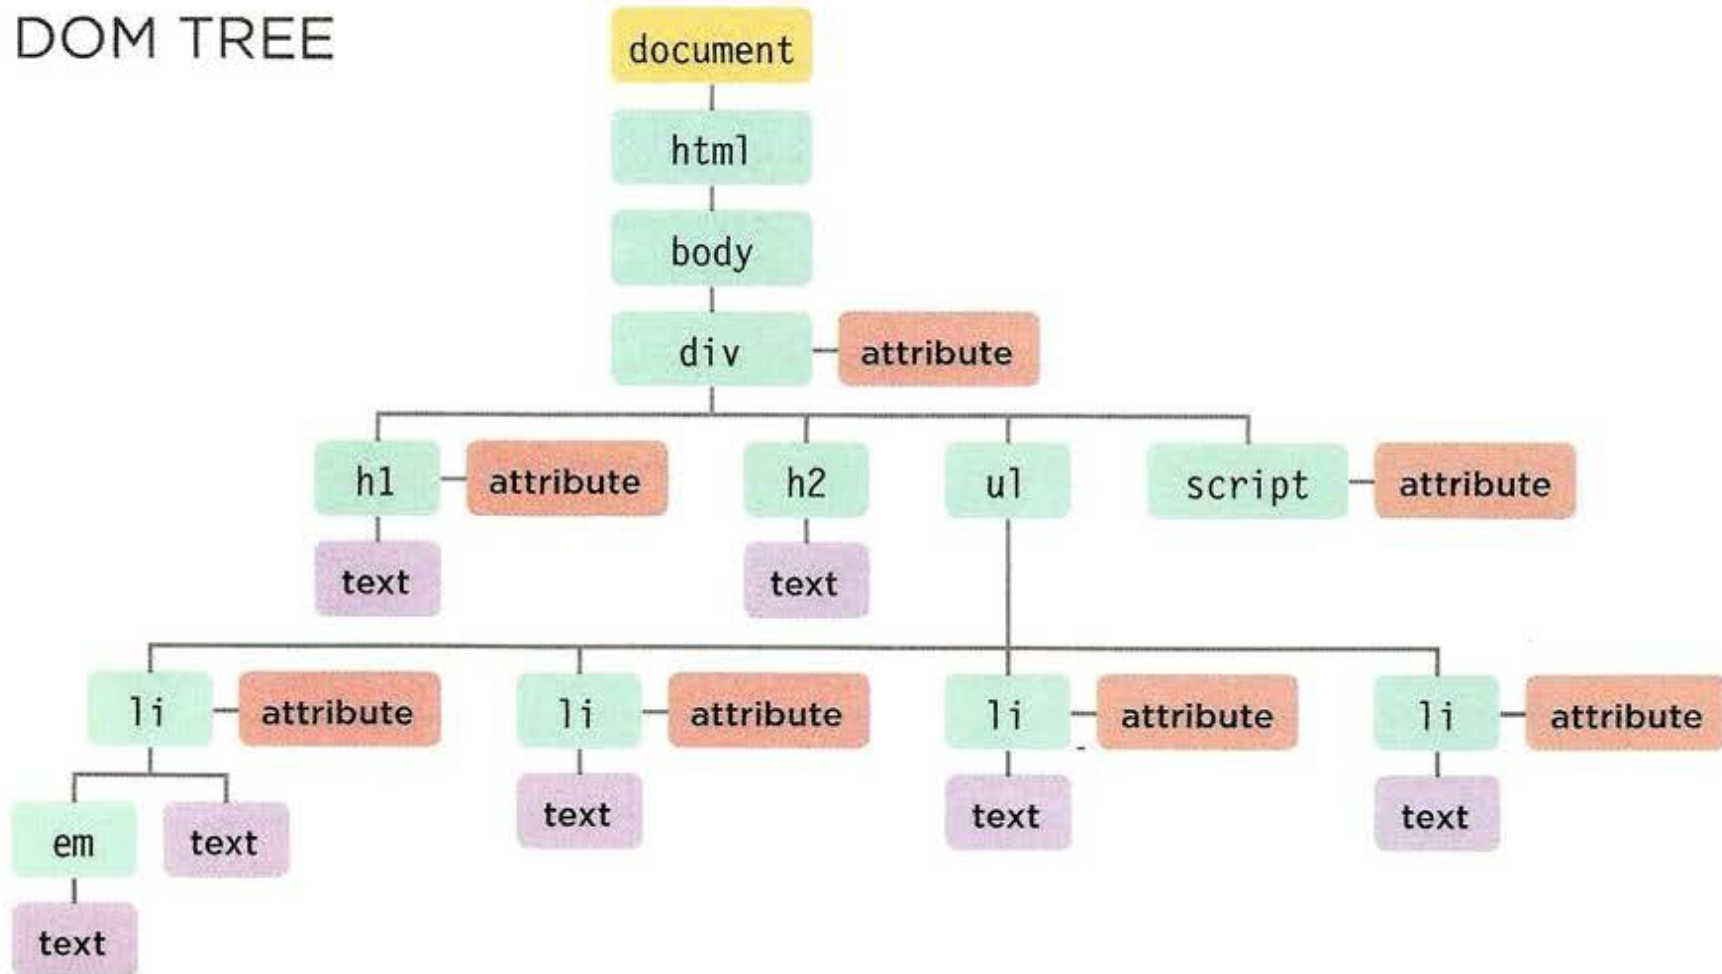 DOM TREE
document
html
body
div attribute
h1 attribute h2 ul script attribute
text text
li attribute li attribute li attribute li attribute
text text text
em text
text